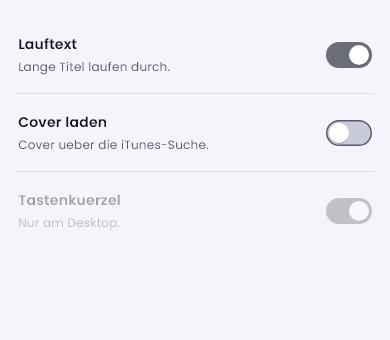 Lauftext
Lange Titel laufen durch.
Cover laden
Cover ueber die iTunes-Suche.
Tastenkuerzel
Nur am Desktop.